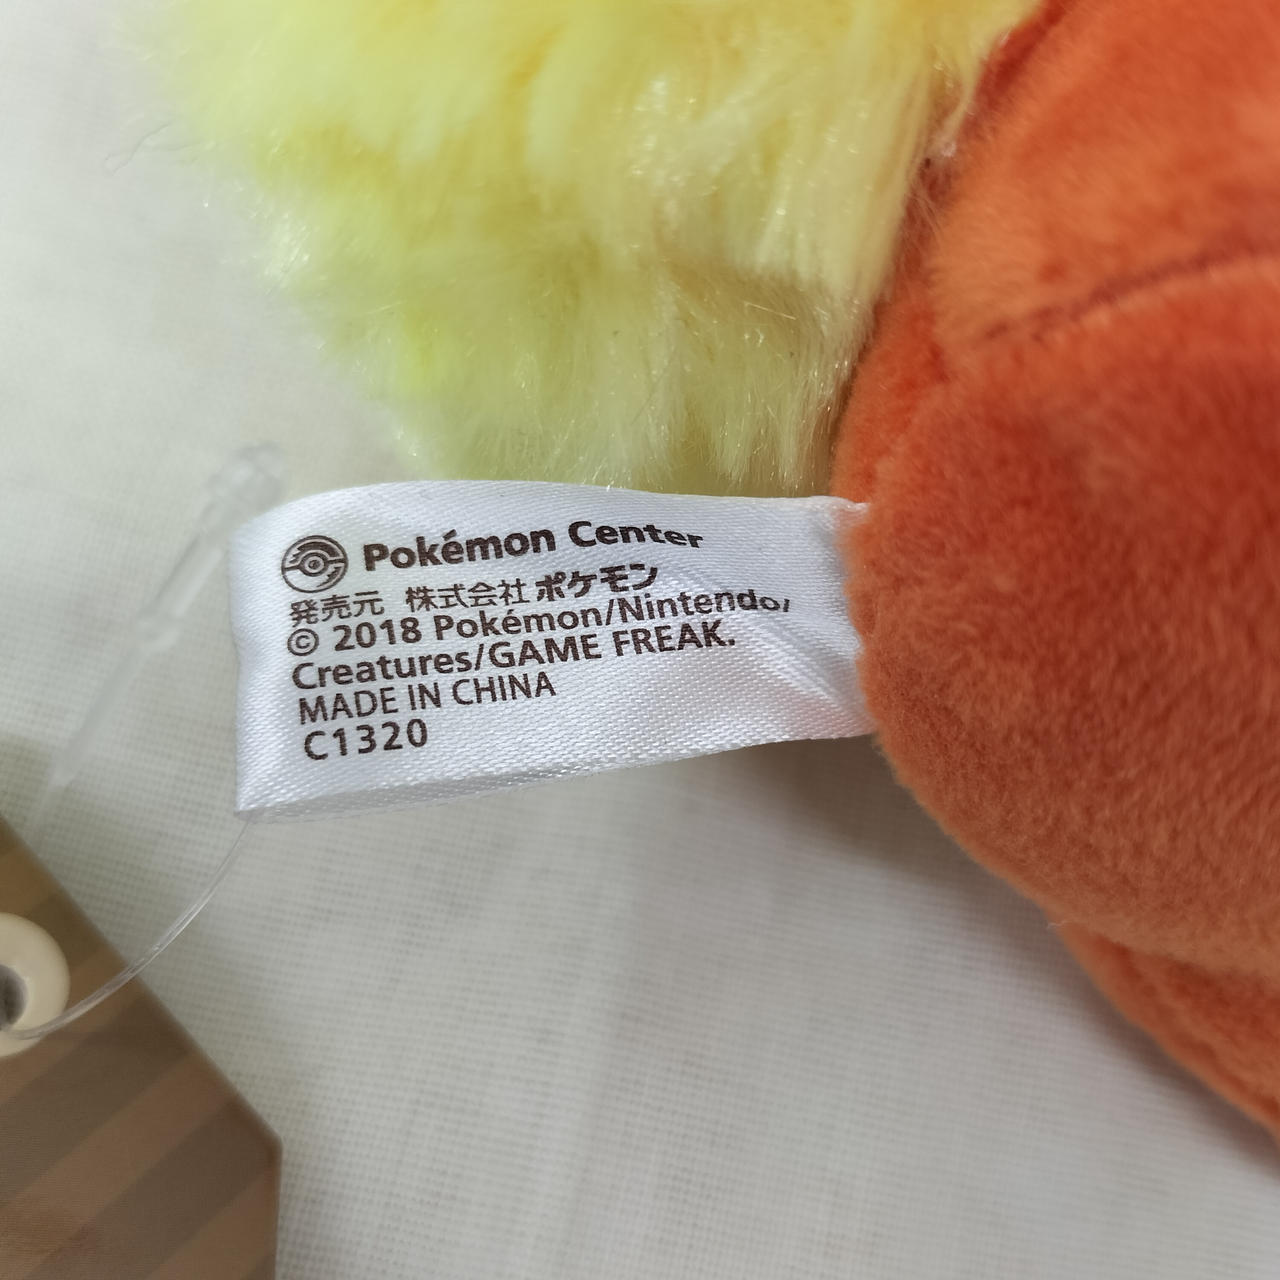 Pokémon Center
発売元 株式会社ポケモン
© 2018 Pokémon/Nintendo/
Creatures/GAME FREAK.
MADE IN CHINA
C1320